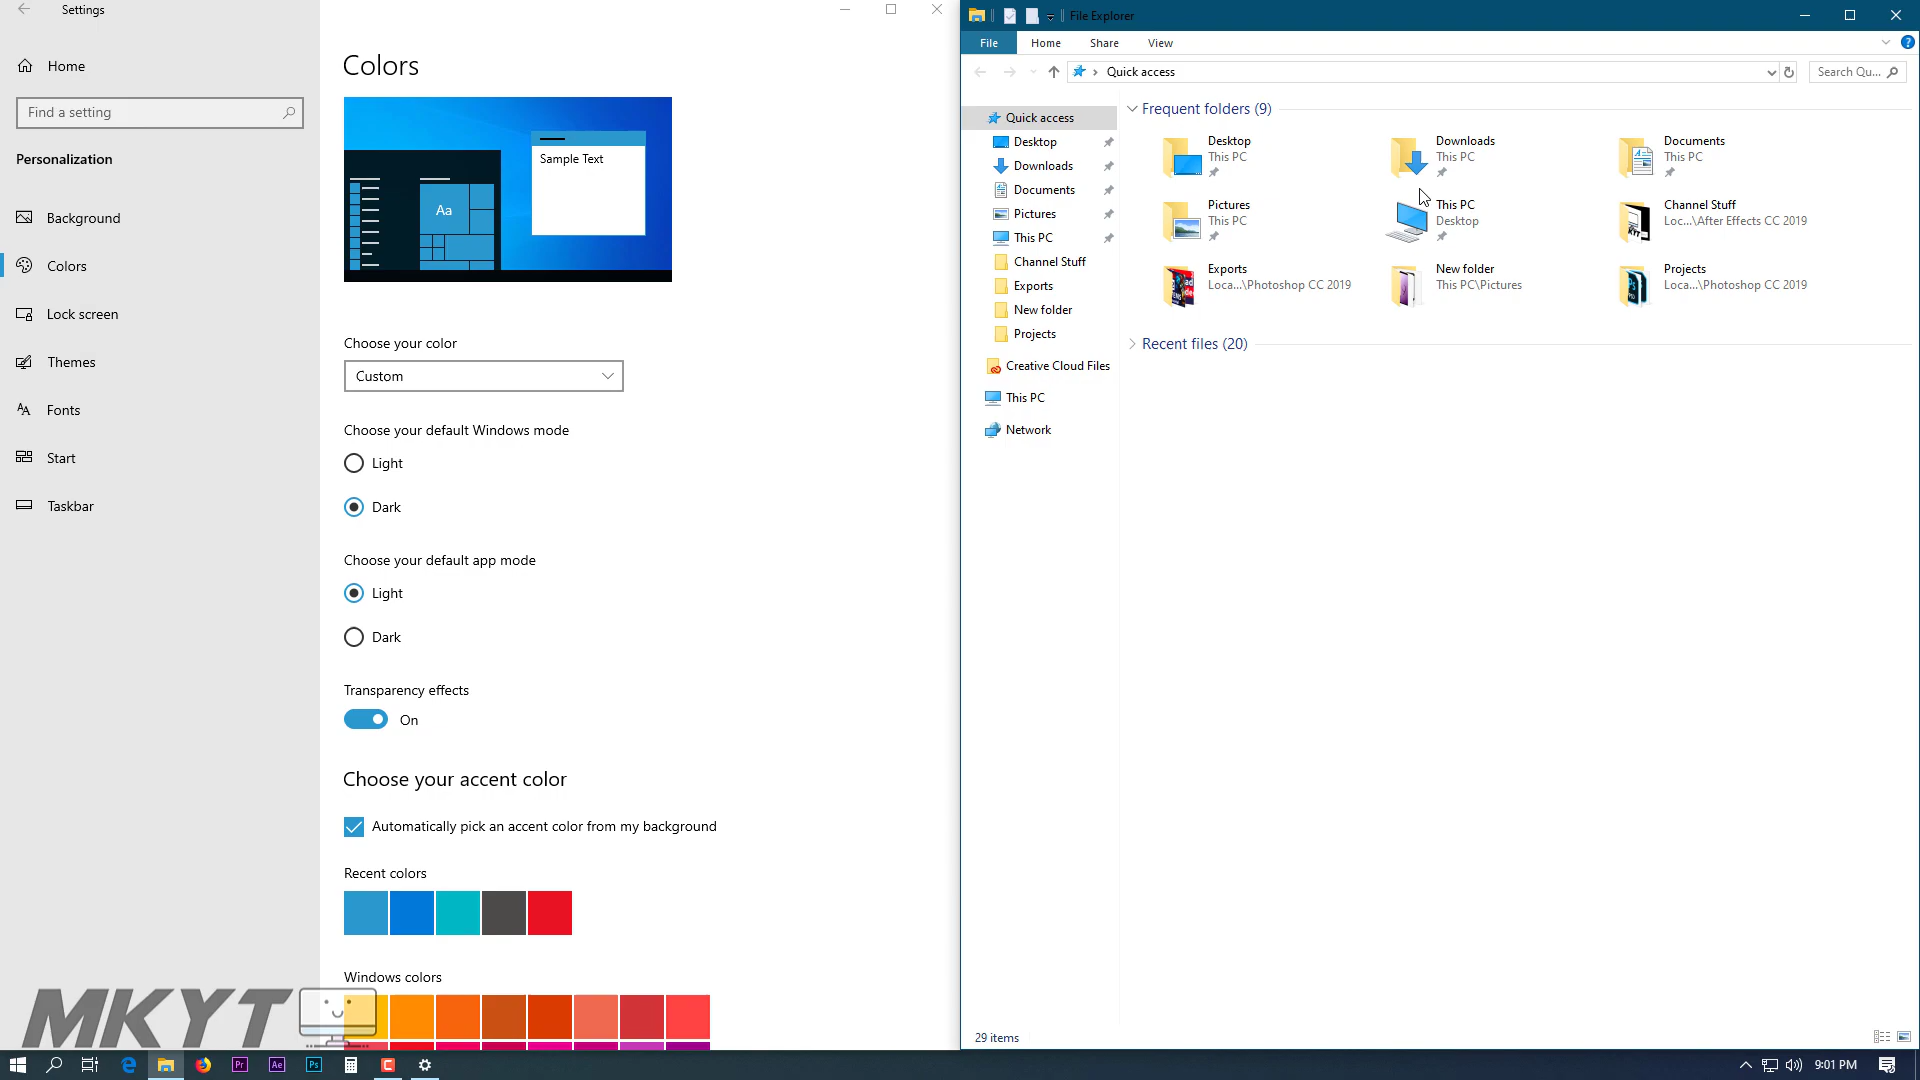 Settings
Home
Find a setting
Personalization
Background
Colors
Lock screen
Themes
Fonts
Start
Taskbar
Colors
Sample Text
Aa
Choose your color
Custom
Choose your default Windows mode
Light
Dark
Choose your default app mode
Light
Dark
Transparency effects
On
Choose your accent color
Automatically pick an accent color from my background
Recent colors
Windows colors
MKYT
File Explorer
File
Home
Share
View
Quick access
Search Qu...
Quick access
Desktop
Downloads
Documents
Pictures
This PC
Channel Stuff
Exports
New folder
Projects
Creative Cloud Files
This PC
Network
Frequent folders (9)
Desktop
This PC
Downloads
This PC
Documents
This PC
Pictures
This PC
This PC
Desktop
Channel Stuff
Loc...\After Effects CC 2019
Exports
Loca...\Photoshop CC 2019
New folder
This PC\Pictures
Projects
Loca...\Photoshop CC 2019
Recent files (20)
29 items
Pr
Ae
Ps
9:01 PM